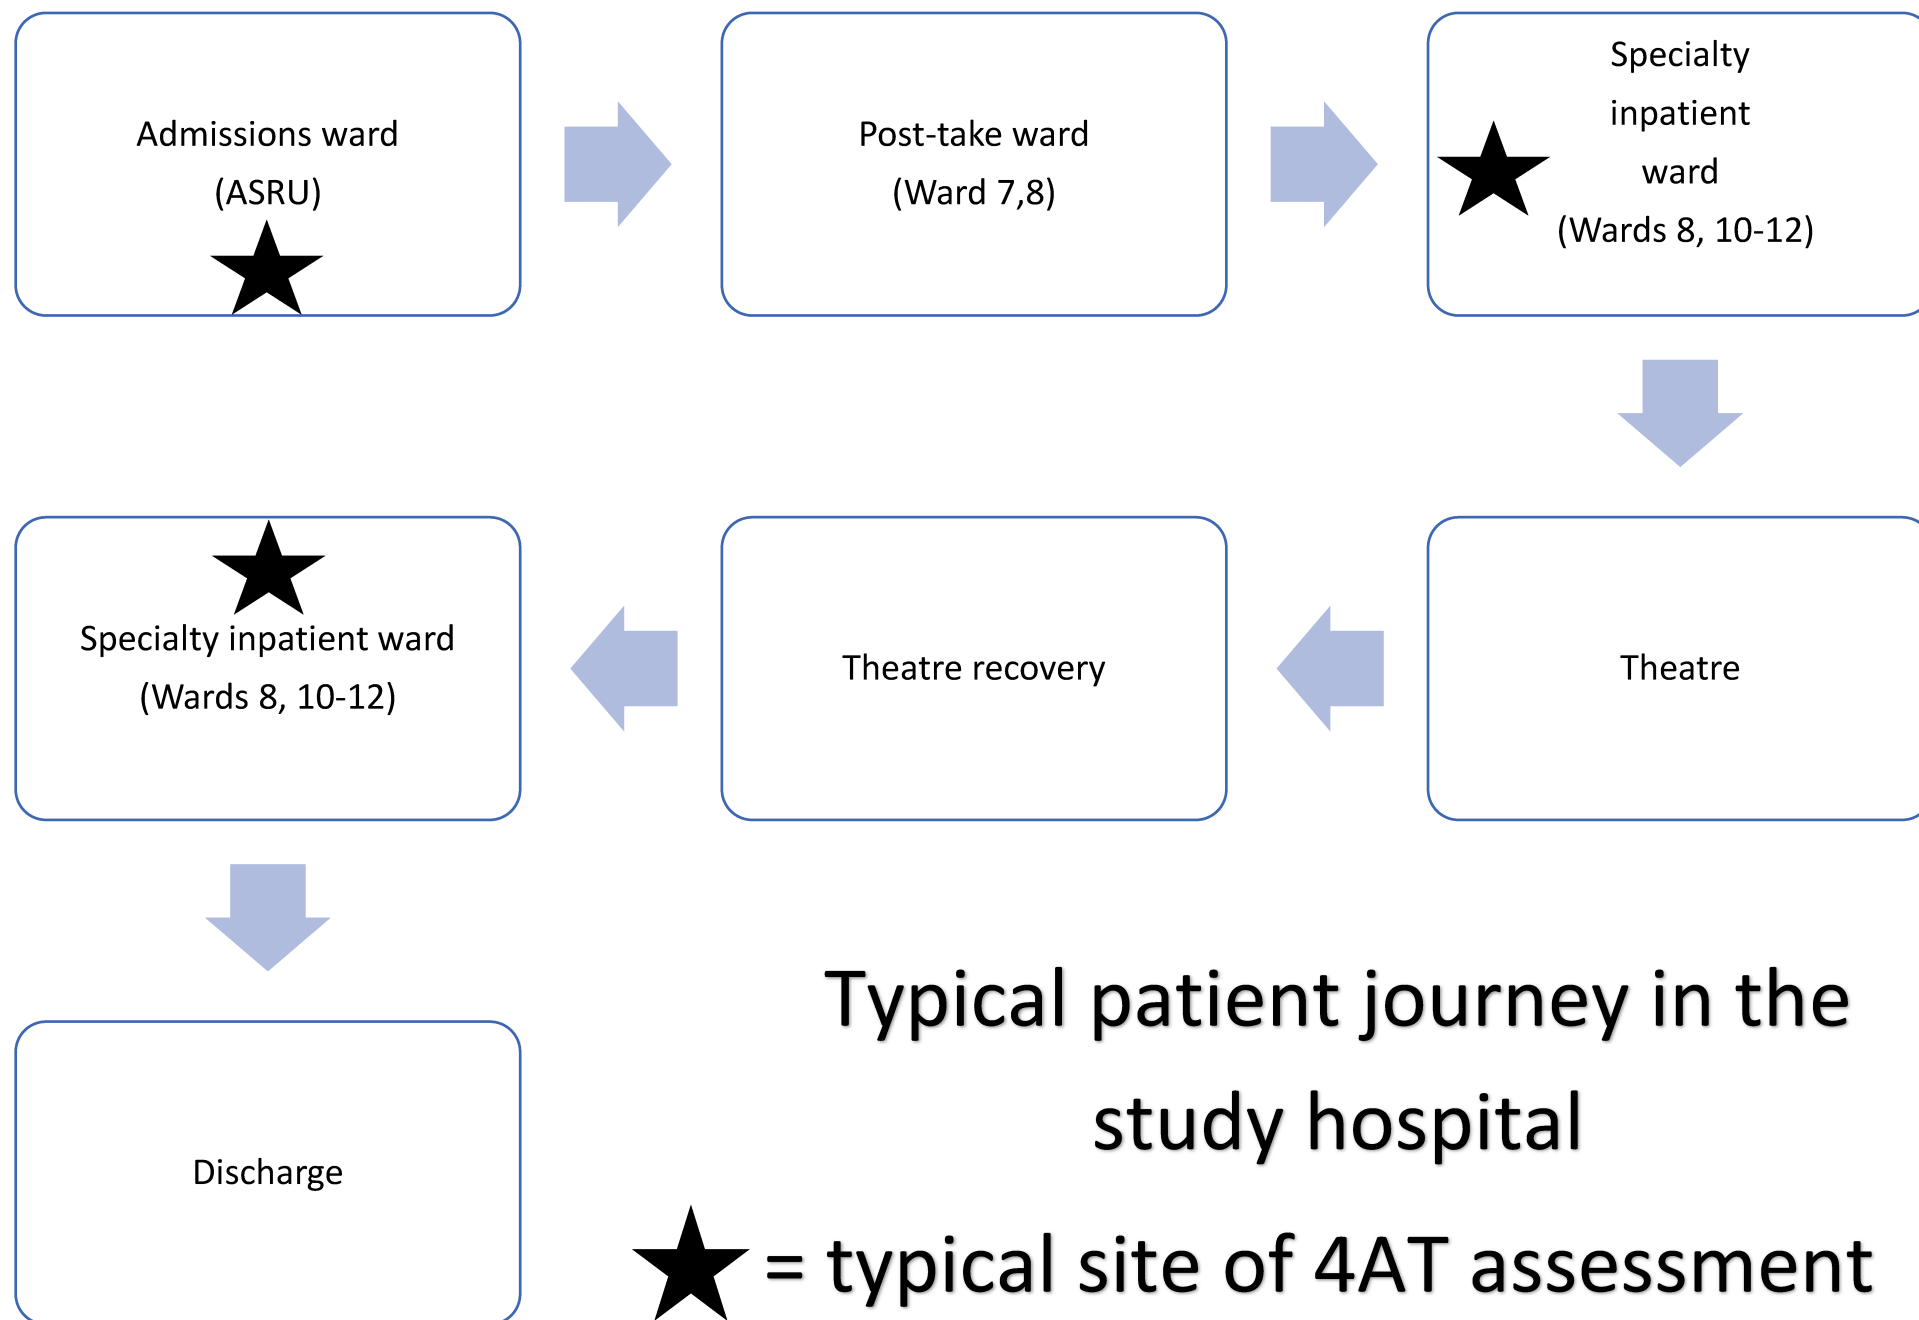 Admissions ward
(ASRU)
Post-take ward
(Ward 7,8)
Specialty
inpatient
ward
(Wards 8, 10-12)
Theatre
Theatre recovery
Specialty inpatient ward
(Wards 8, 10-12)
Discharge
Typical patient journey in the
study hospital
= typical site of 4AT assessment